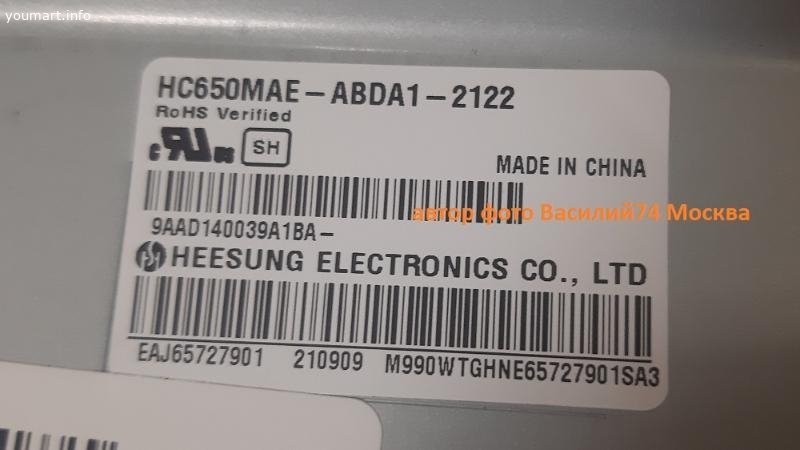 youmart.info
HC650MAE-ABDA1-2122
RoHS Verified
SH
MADE IN CHINA
автор фото Василий74 Москва
9AAD140039A1BA-
HEESUNG ELECTRONICS CO., LTD
EAJ65727901 210909 M990WTGHNE65727901SA3